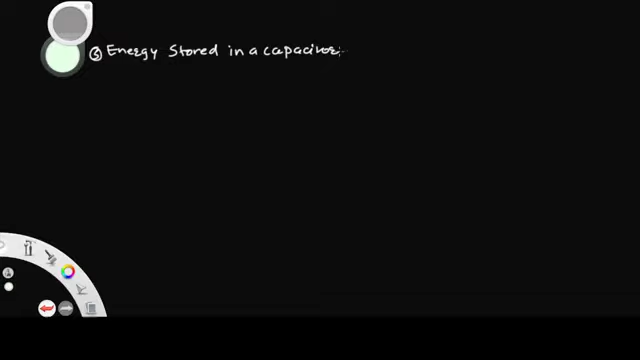 ③ Energy Stored in a capacitor